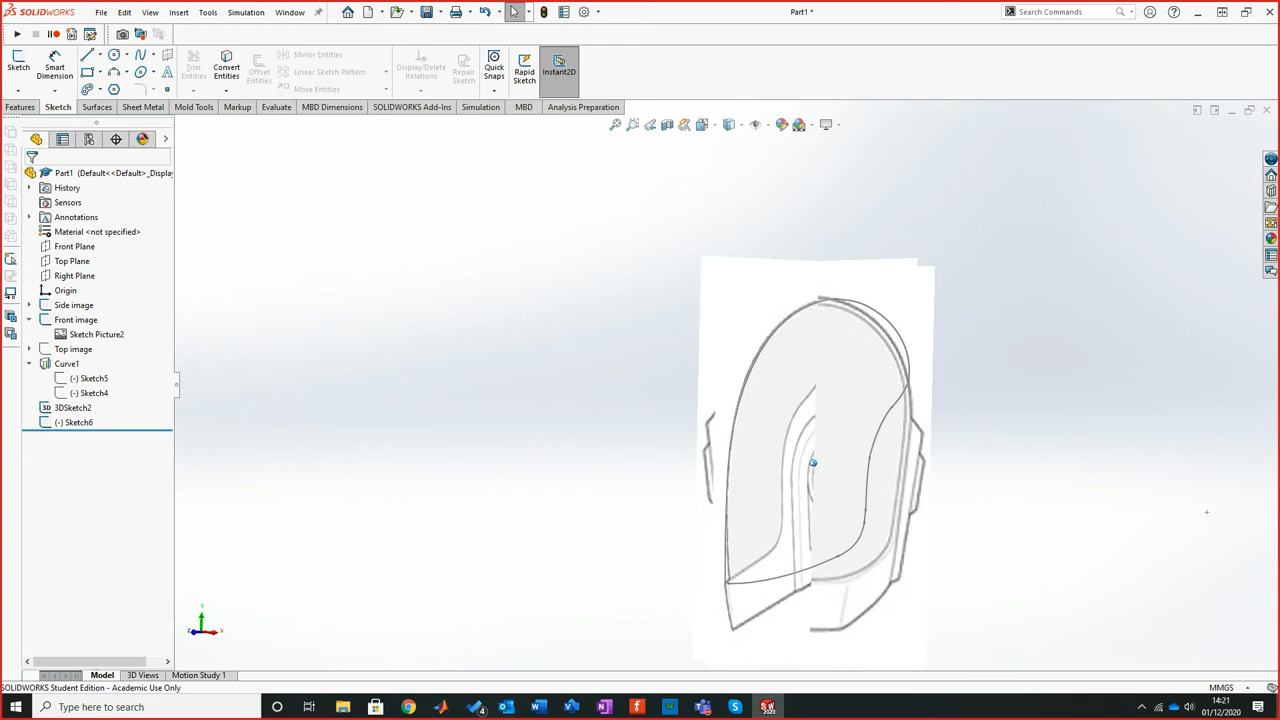 SOLIDWORKS File Edit View Insert Tools Simulation Window Part1 * Search Commands
Sketch Smart Dimension Trim Entities Convert Entities Offset Entities Mirror Entities Linear Sketch Pattern Move Entities Display/Delete Relations Repair Sketch Quick Snaps Rapid Sketch Instant2D
Features Sketch Surfaces Sheet Metal Mold Tools Markup Evaluate MBD Dimensions SOLIDWORKS Add-Ins Simulation MBD Analysis Preparation
Part1 (Default<<Default>_Displa
History
Sensors
Annotations
Material <not specified>
Front Plane
Top Plane
Right Plane
Origin
Side image
Front image
Sketch Picture2
Top image
Curve1
(-) Sketch5
(-) Sketch4
3D 3DSketch2
(-) Sketch6
Y
Z X
Model 3D Views Motion Study 1
SOLIDWORKS Student Edition - Academic Use Only MMGS
Type here to search 4 SW 2020 14:21
01/12/2020